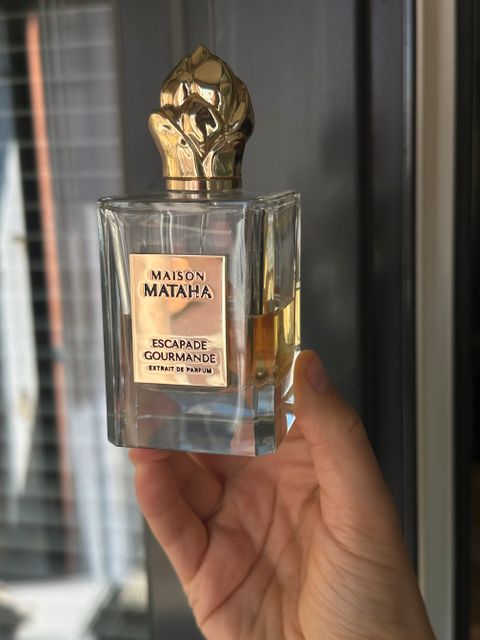 MAISON
MATAHA
ESCAPADE
GOURMANDE
EXTRAIT DE PARFUM